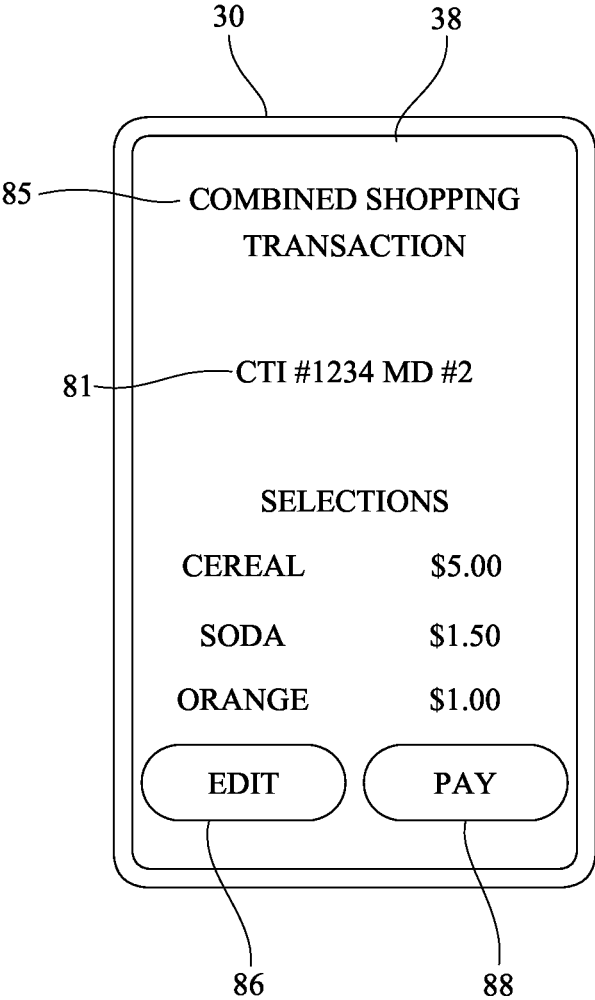 30
38
85
COMBINED SHOPPING
TRANSACTION
81
CTI #1234 MD #2
SELECTIONS
CEREAL $5.00
SODA $1.50
ORANGE $1.00
EDIT PAY
86
88